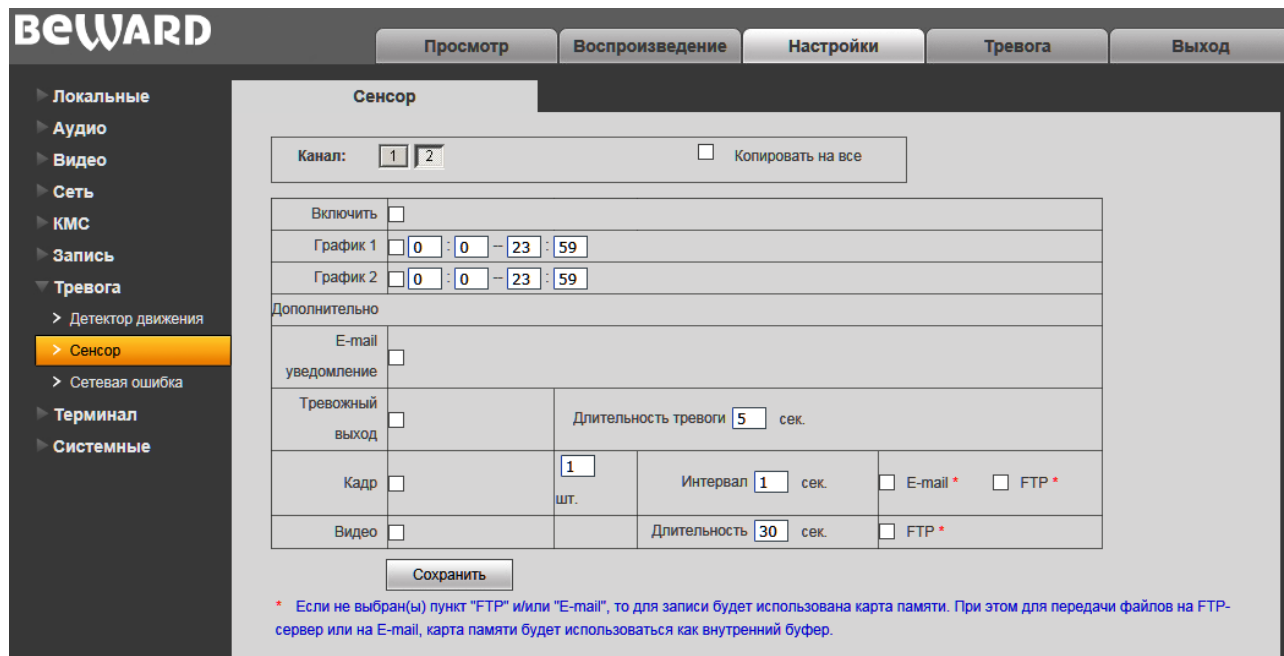 BEWARD
Просмотр Воспроизведение Настройки Тревога Выход
Локальные
Аудио
Видео
Сеть
КМС
Запись
Тревога
> Детектор движения
> Сенсор
> Сетевая ошибка
Терминал
Системные
Сенсор
Канал: 1 2 Копировать на все
Включить
График 1 0 : 0 – 23 : 59
График 2 0 : 0 – 23 : 59
Дополнительно
E-mail
уведомление
Тревожный
выход
Длительность тревоги 5 сек.
Кадр 1
шт.
Интервал 1 сек. E-mail * FTP *
Видео Длительность 30 сек. FTP *
Сохранить
* Если не выбран(ы) пункт "FTP" и/или "E-mail", то для записи будет использована карта памяти. При этом для передачи файлов на FTP-
сервер или на E-mail, карта памяти будет использоваться как внутренний буфер.